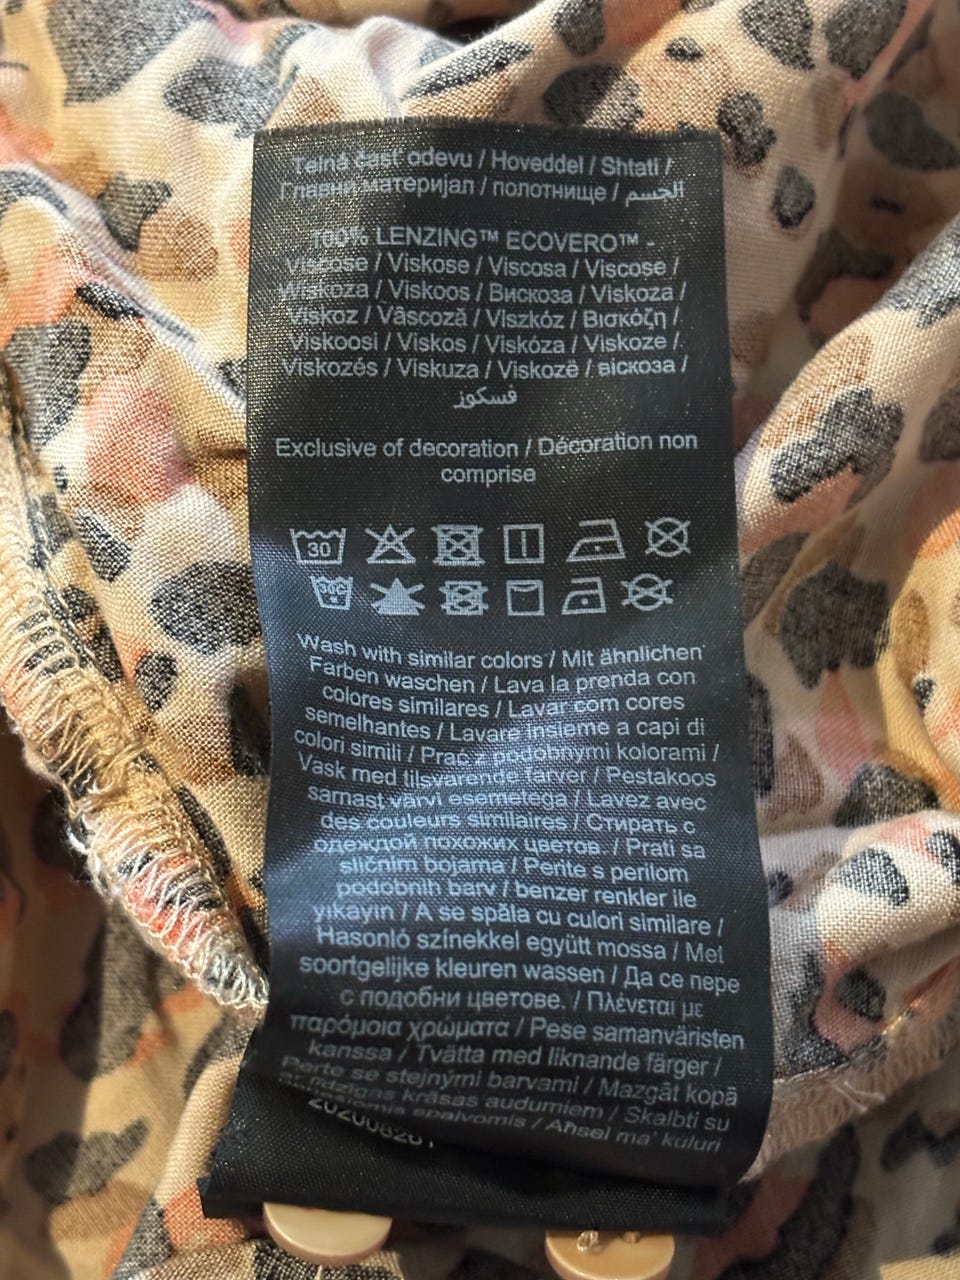 Telná časť odevu / Hoveddel / Shtati /
Главни материјал / полотнище / الجسم
100% LENZING™ ECOVERO™ -
Viscose / Viskose / Viscosa / Viscose /
Wiskoza / Viskoos / Вискоза / Viskoza /
Viskoz / Vâscoză / Viszkóz / Βισκόζη /
Viskoosi / Viskos / Viskóza / Viskoze /
Viskozés / Viskuza / Viskozë / віскоза /
فسكوز
Exclusive of decoration / Décoration non
comprise
30
30C
Wash with similar colors / Mit ähnlichen
Farben waschen / Lava la prenda con
colores similares / Lavar com cores
semelhantes / Lavare insieme a capi di
colori simili / Prać z podobnymi kolorami /
Vask med tilsvarende farver / Pestakoos
sarnast värvi esemetega / Lavez avec
des couleurs similaires / Стирать с
одеждой похожих цветов. / Prati sa
sličnim bojama / Perite s perilom
podobnih barv / benzer renkler ile
yıkayın / A se spăla cu culori similare /
Hasonló színekkel együtt mossa / Met
soortgelijke kleuren wassen / Да се пере
с подобни цветове. / Πλένεται με
παρόμοια χρώματα / Pese samanväristen
kanssa / Tvätta med liknande färger /
Perte se stejnými barvami / Mazgāt kopā
līdzīgas krāsas audumiem / Skalbti su
spalvomis / Ahsel ma' kuluri